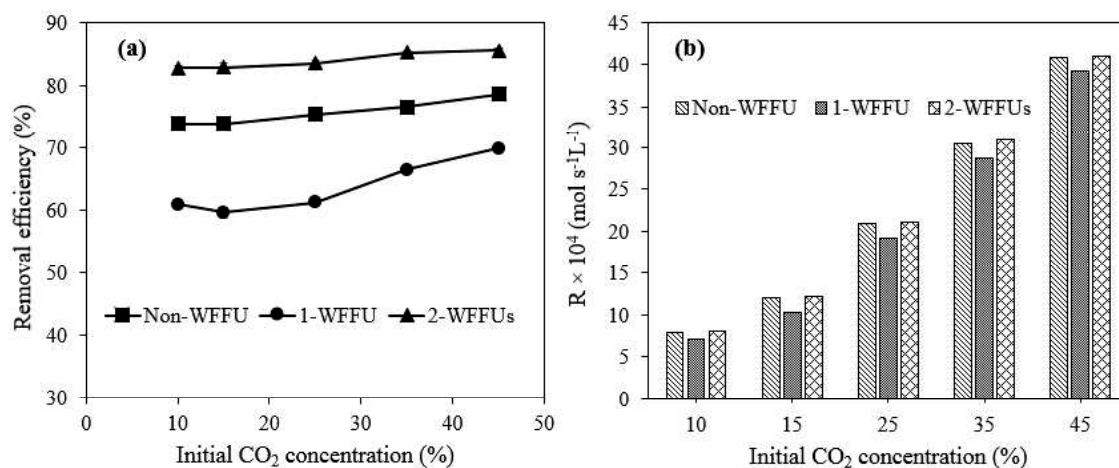 (a)
Removal efficiency (%)
90
80
70
60
50
40
30
Non-WFFU 1-WFFU 2-WFFUs
0 10 20 30 40 50
Initial CO₂ concentration (%)
(b)
R × 10⁴ (mol s⁻¹L⁻¹)
45
40
35
30
25
20
15
10
5
0
Non-WFFU 1-WFFU 2-WFFUs
10 15 25 35 45
Initial CO₂ concentration (%)